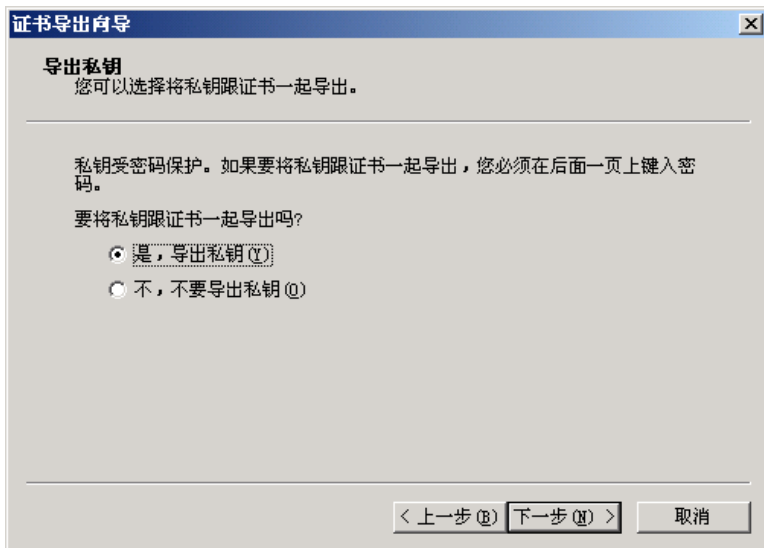 证书导出向导
导出私钥
您可以选择将私钥跟证书一起导出。
私钥受密码保护。如果要将私钥跟证书一起导出，您必须在后面一页上键入密
码。
要将私钥跟证书一起导出吗?
是，导出私钥(Y)
不，不要导出私钥(O)
< 上一步(B) 下一步(N) > 取消